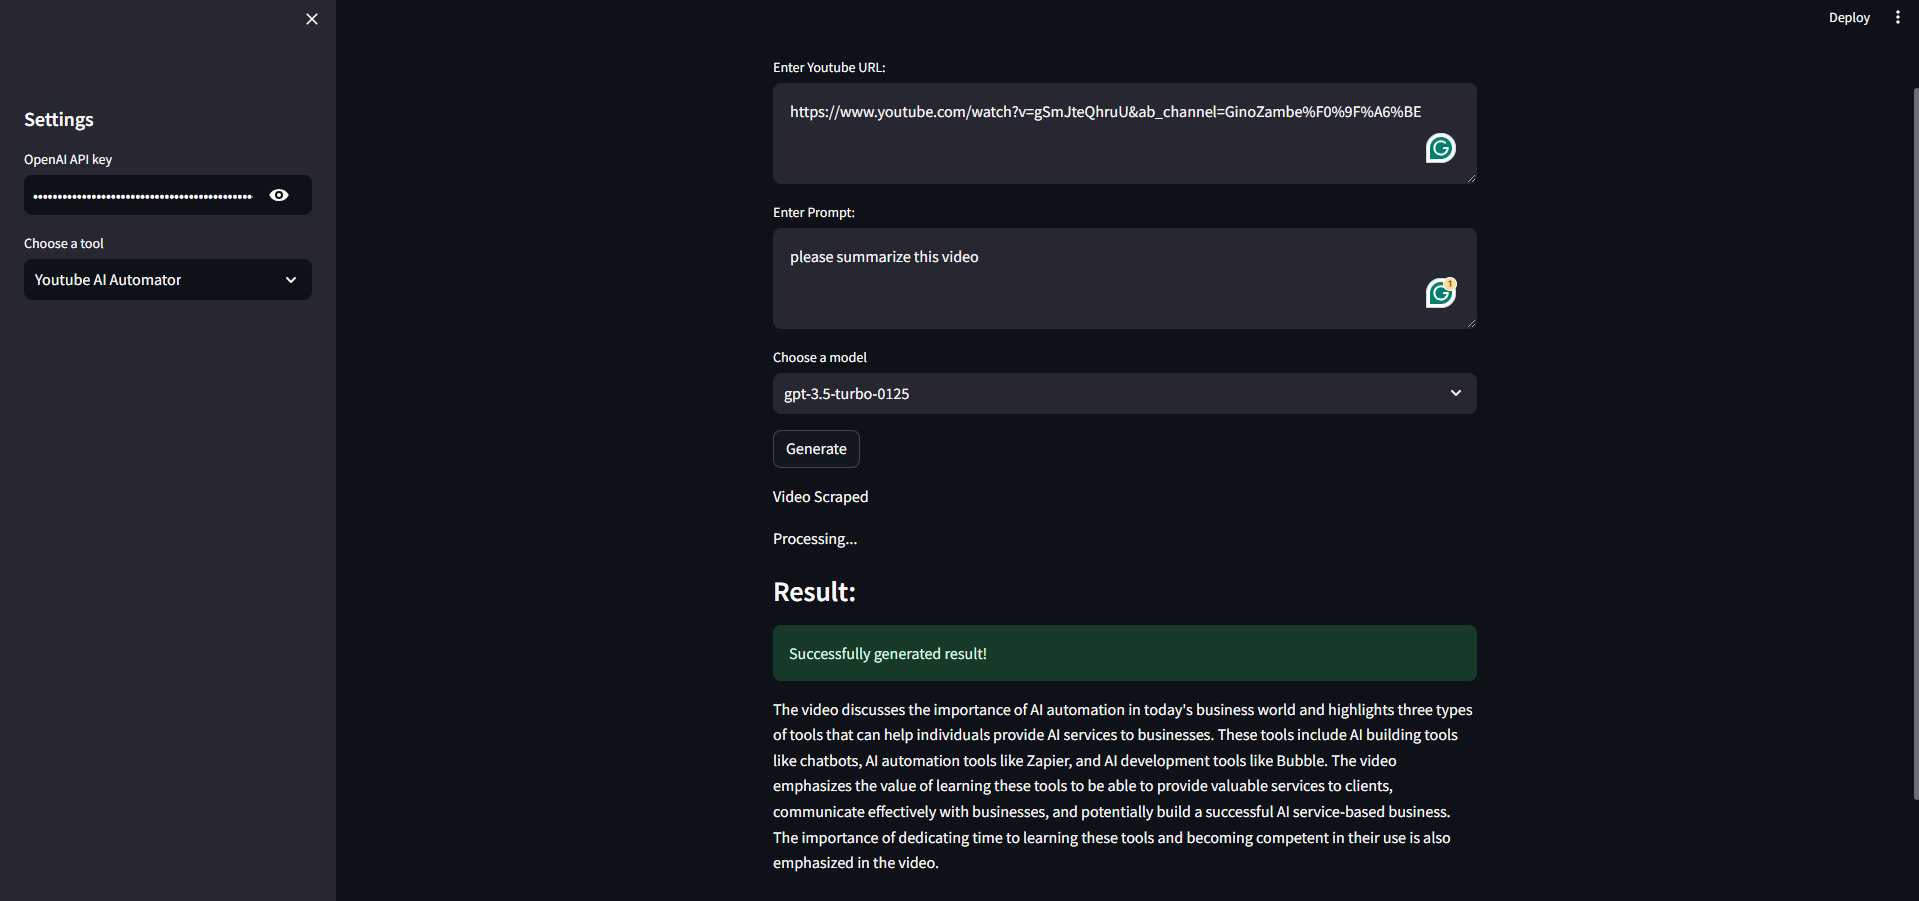 Deploy
Settings
OpenAI API key
••••••••••••••••••••••••••••••••••••••••••••••
Choose a tool
Youtube AI Automator
Enter Youtube URL:
https://www.youtube.com/watch?v=gSmJteQhruU&ab_channel=GinoZambe%F0%9F%A6%BE
G
Enter Prompt:
please summarize this video
G 1
Choose a model
gpt-3.5-turbo-0125
Generate
Video Scraped
Processing...
Result:
Successfully generated result!
The video discusses the importance of AI automation in today's business world and highlights three types
of tools that can help individuals provide AI services to businesses. These tools include AI building tools
like chatbots, AI automation tools like Zapier, and AI development tools like Bubble. The video
emphasizes the value of learning these tools to be able to provide valuable services to clients,
communicate effectively with businesses, and potentially build a successful AI service-based business.
The importance of dedicating time to learning these tools and becoming competent in their use is also
emphasized in the video.